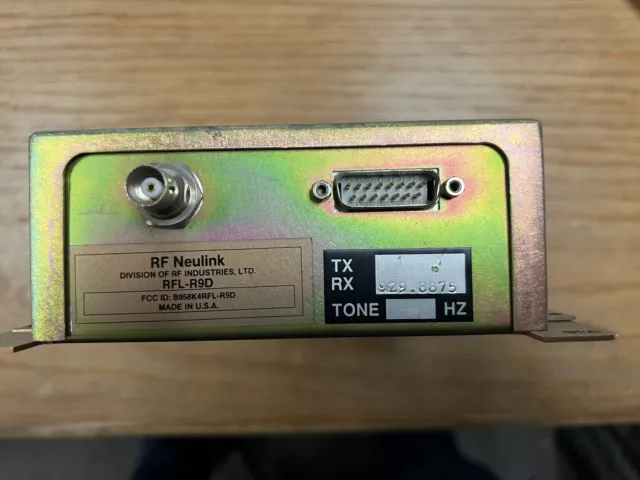 RF Neulink
DIVISION OF RF INDUSTRIES, LTD.
RFL-R9D
FCC ID: B958K4RFL-R9D
MADE IN U.S.A.
TX
RX 929.8875
TONE - HZ